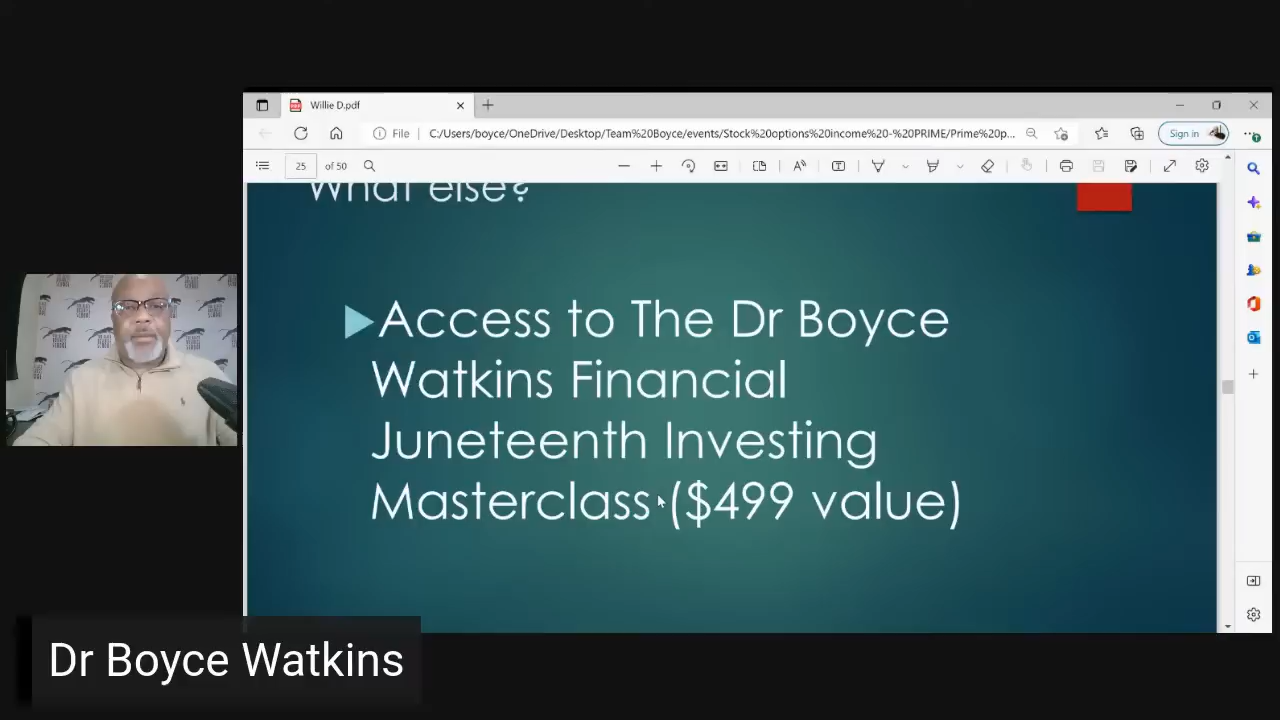 Willie D.pdf
File
C:/Users/boyce/OneDrive/Desktop/Team%20Boyce/events/Stock%20options%20income%20-%20PRIME/Prime%20p...
Sign in
25 of 50
What else?
Access to The Dr Boyce
Watkins Financial
Juneteenth Investing
Masterclass ($499 value)
Dr Boyce Watkins